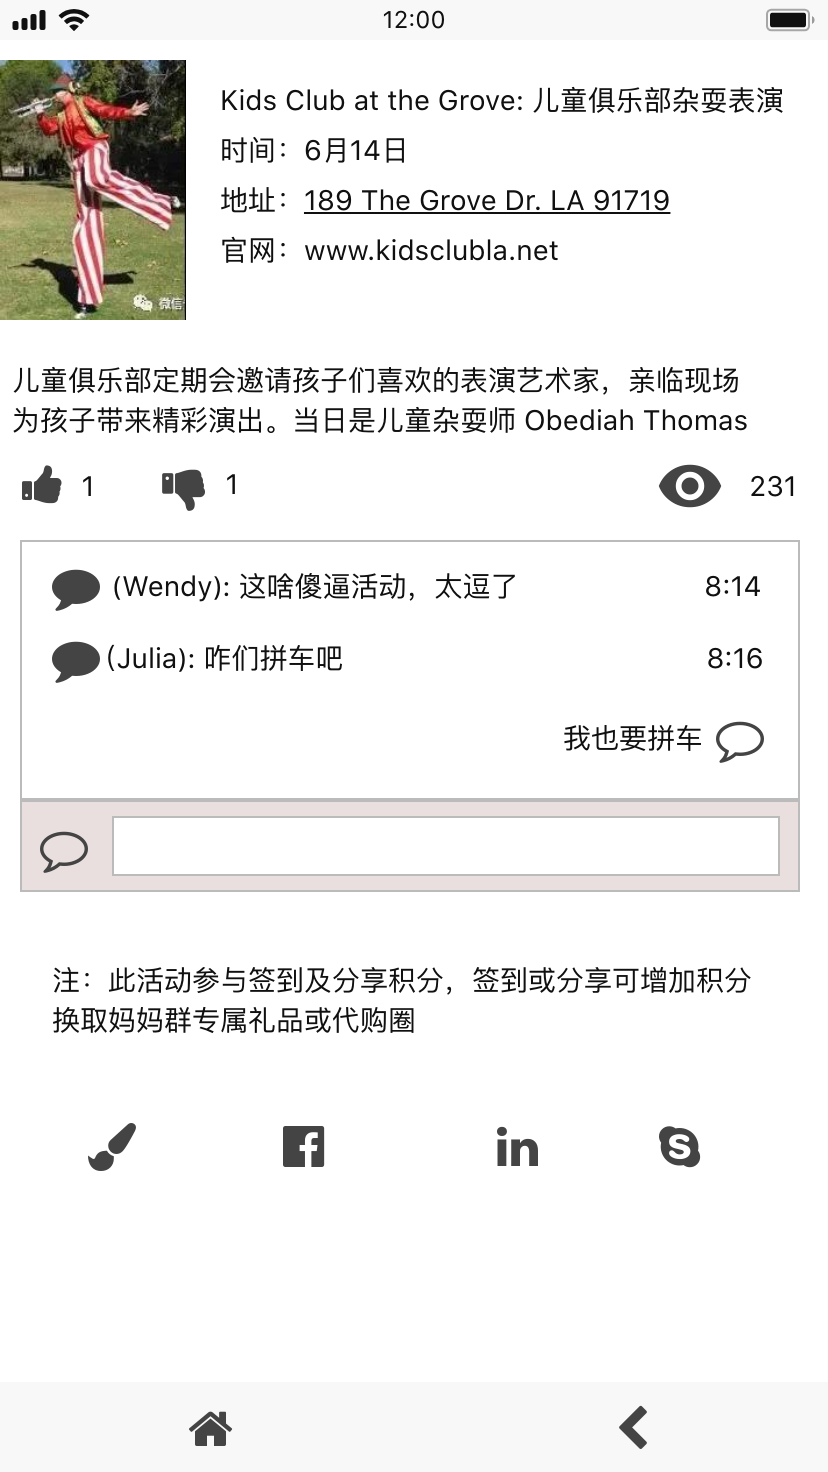 12:00
Kids Club at the Grove: 儿童俱乐部杂耍表演
时间：6月14日
地址：189 The Grove Dr. LA 91719
官网：www.kidsclubla.net
微信
儿童俱乐部定期会邀请孩子们喜欢的表演艺术家，亲临现场
为孩子带来精彩演出。当日是儿童杂耍师 Obediah Thomas
1 1 231
(Wendy): 这啥傻逼活动，太逗了 8:14
(Julia): 咋们拼车吧 8:16
我也要拼车
注：此活动参与签到及分享积分，签到或分享可增加积分
换取妈妈群专属礼品或代购圈